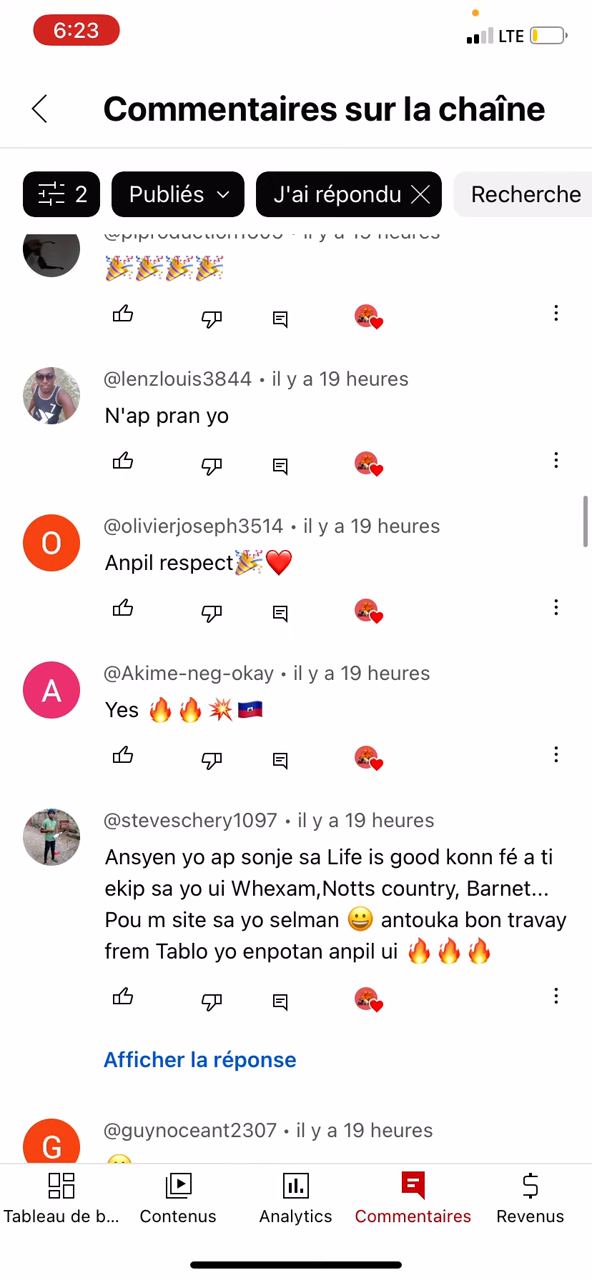 6:23
LTE
Commentaires sur la chaîne
2
Publiés
J'ai répondu
Recherche
🎉🎉🎉🎉
@lenzlouis3844 • il y a 19 heures
N'ap pran yo
O
@olivierjoseph3514 • il y a 19 heures
Anpil respect🎉❤️
A
@Akime-neg-okay • il y a 19 heures
Yes 🔥🔥💥🇭🇹
@steveschery1097 • il y a 19 heures
Ansyen yo ap sonje sa Life is good konn fé a ti
ekip sa yo ui Whexam,Notts country, Barnet...
Pou m site sa yo selman 😀 antouka bon travay
frem Tablo yo enpotan anpil ui 🔥🔥🔥
Afficher la réponse
G
@guynoceant2307 • il y a 19 heures
Tableau de b...
Contenus
Analytics
Commentaires
Revenus